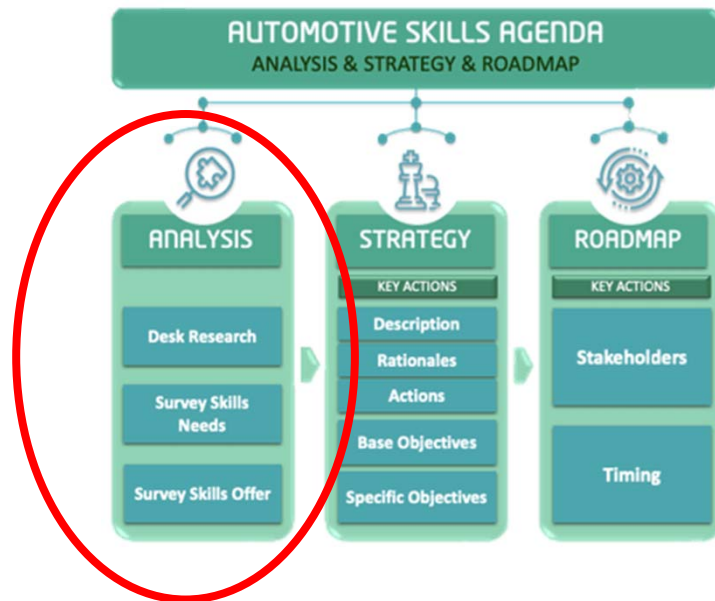 AUTOMOTIVE SKILLS AGENDA
ANALYSIS & STRATEGY & ROADMAP
ANALYSIS
Desk Research
Survey Skills
Needs
Survey Skills Offer
STRATEGY
KEY ACTIONS
Description
Rationales
Actions
Base Objectives
Specific Objectives
ROADMAP
KEY ACTIONS
Stakeholders
Timing